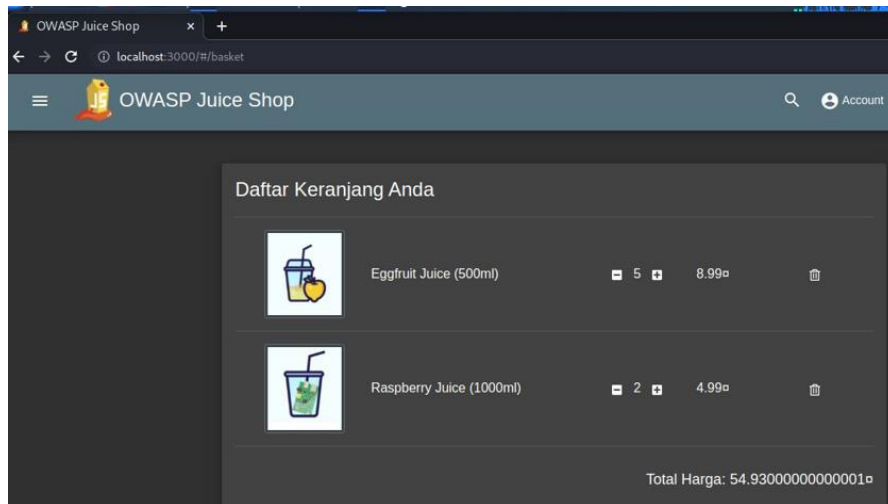 OWASP Juice Shop
localhost:3000/#/basket
OWASP Juice Shop Account
Daftar Keranjang Anda
Eggfruit Juice (500ml) 5 8.99¤
Raspberry Juice (1000ml) 2 4.99¤
Total Harga: 54.93000000000001¤